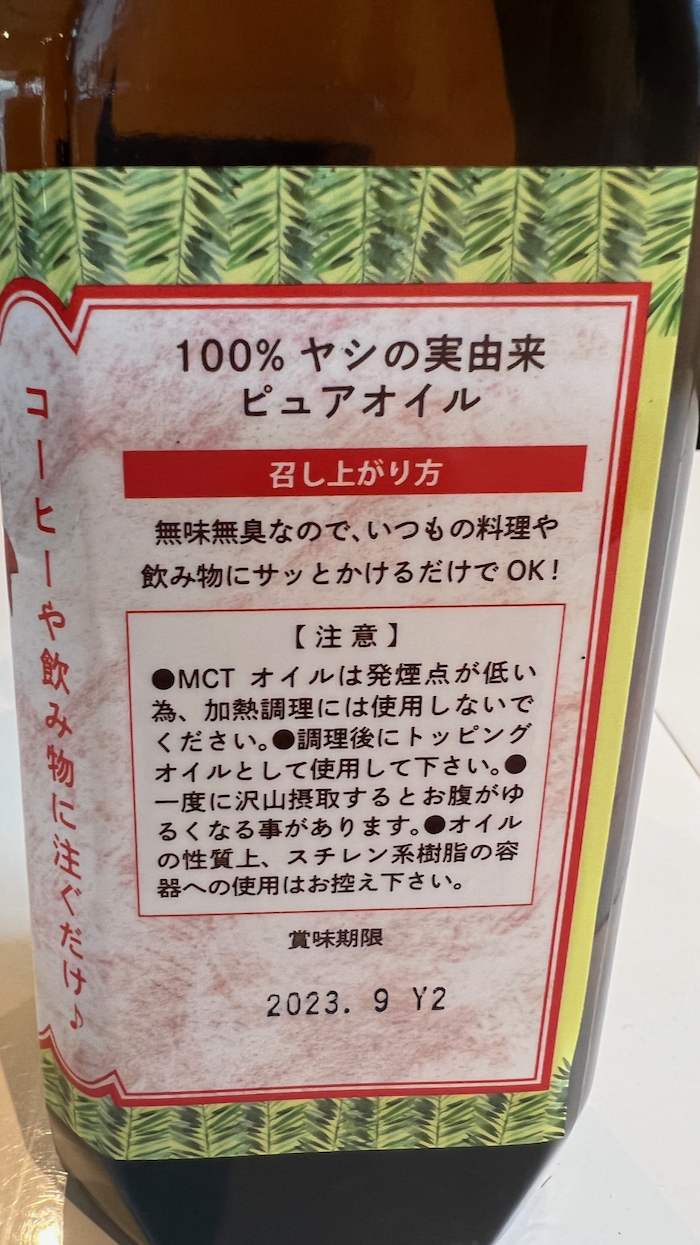 100% ヤシの実由来
ピュアオイル
召し上がり方
無味無臭なので、いつもの料理や
飲み物にサッとかけるだけでOK!
【注意】
●MCT オイルは発煙点が低い
為、加熱調理には使用しないで
ください。●調理後にトッピング
オイルとして使用して下さい。●
一度に沢山摂取するとお腹がゆ
るくなる事があります。●オイル
の性質上、スチレン系樹脂の容
器への使用はお控え下さい。
賞味期限
2023. 9 Y2
コーヒーや飲み物に注ぐだけ♪